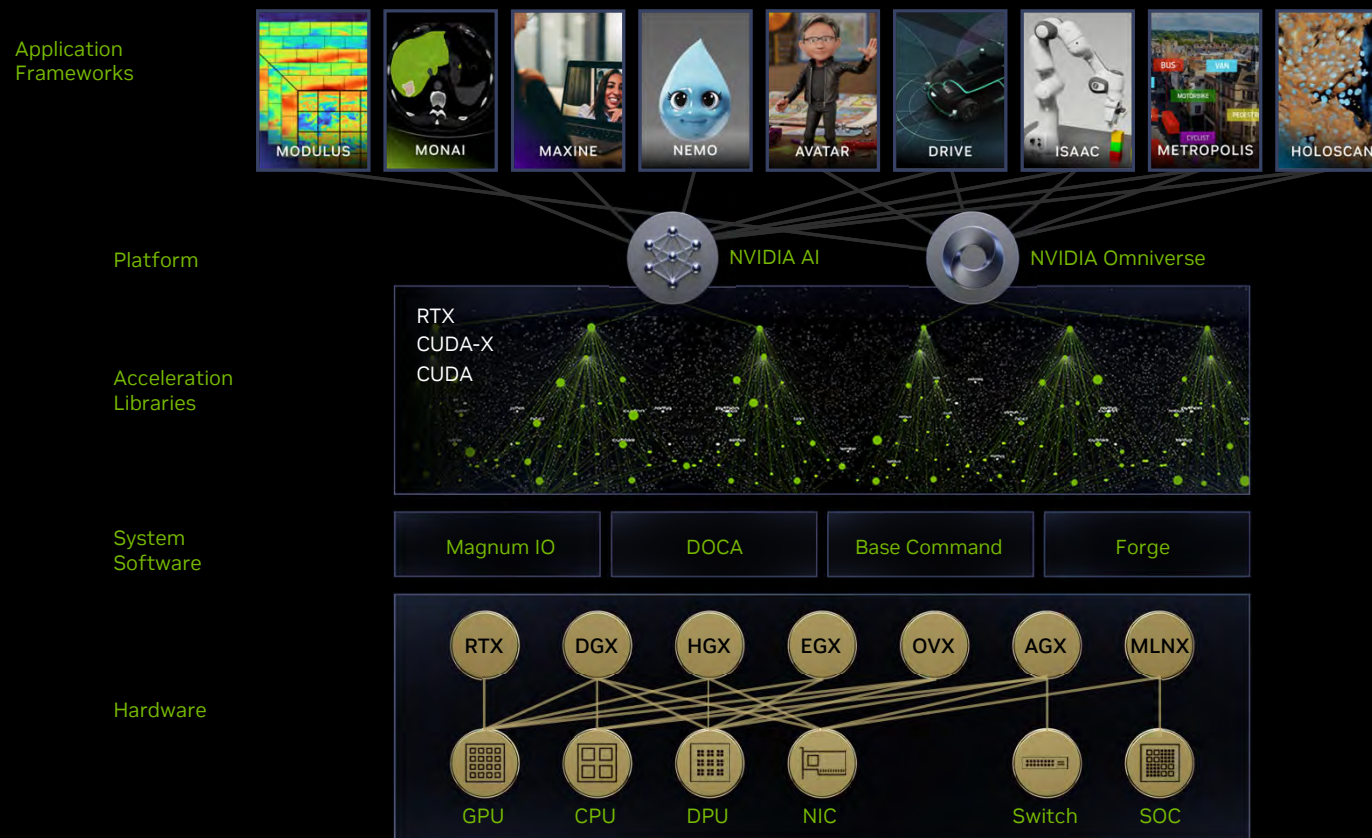 Application
Frameworks
MODULUS
MONAI
MAXINE
NEMO
AVATAR
DRIVE
ISAAC
BUS
VAN
MOTORBIKE
CYCLIST
METROPOLIS
HOLOSCAN
Platform
NVIDIA AI
NVIDIA Omniverse
Acceleration
Libraries
RTX
CUDA-X
CUDA
System
Software
Magnum IO
DOCA
Base Command
Forge
Hardware
RTX
DGX
HGX
EGX
OVX
AGX
MLNX
GPU
CPU
DPU
NIC
Switch
SOC